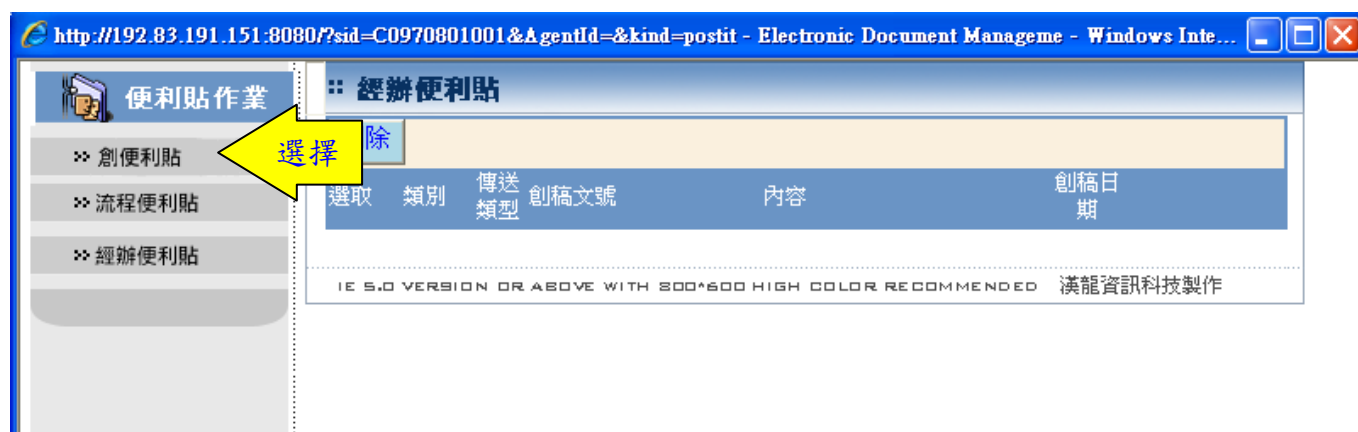 http://192.83.191.151:8080/?sid=C0970801001&AgentId=&kind=postit - Electronic Document Manageme - Windows Inte...
便利貼作業
:: 經辦便利貼
›› 創便利貼
選擇
除
›› 流程便利貼
選取 類別 傳送類型 創稿文號 內容 創稿日期
›› 經辦便利貼
IE 5.0 VERSION OR ABOVE WITH 800*600 HIGH COLOR RECOMMENDED 漢龍資訊科技製作